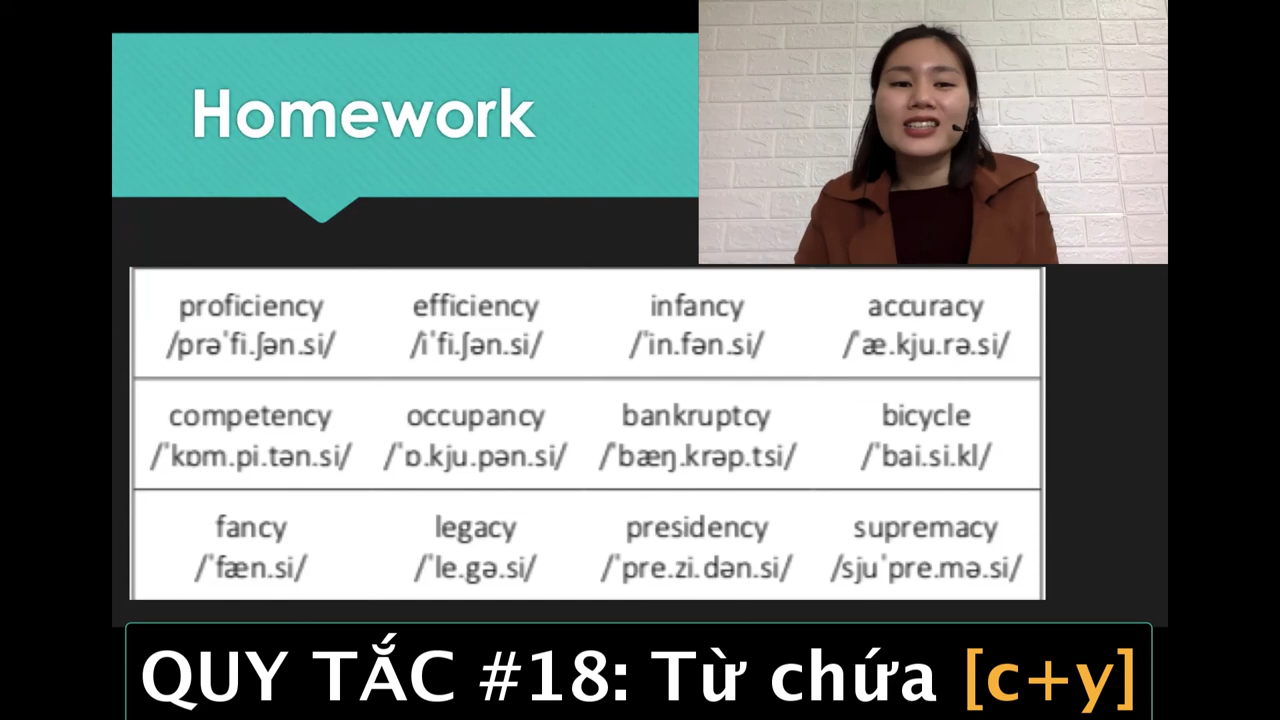 Homework
proficiency efficiency infancy accuracy
/prəˈfi.ʃən.si/ /iˈfi.ʃən.si/ /ˈin.fən.si/ /ˈæ.kju.rə.si/
competency occupancy bankruptcy bicycle
/ˈkɒm.pi.tən.si/ /ˈɒ.kju.pən.si/ /ˈbæŋ.krəp.tsi/ /ˈbai.si.kl/
fancy legacy presidency supremacy
/ˈfæn.si/ /ˈle.gə.si/ /ˈpre.zi.dən.si/ /sjuˈpre.mə.si/
QUY TẮC #18: Từ chứa [c+y]